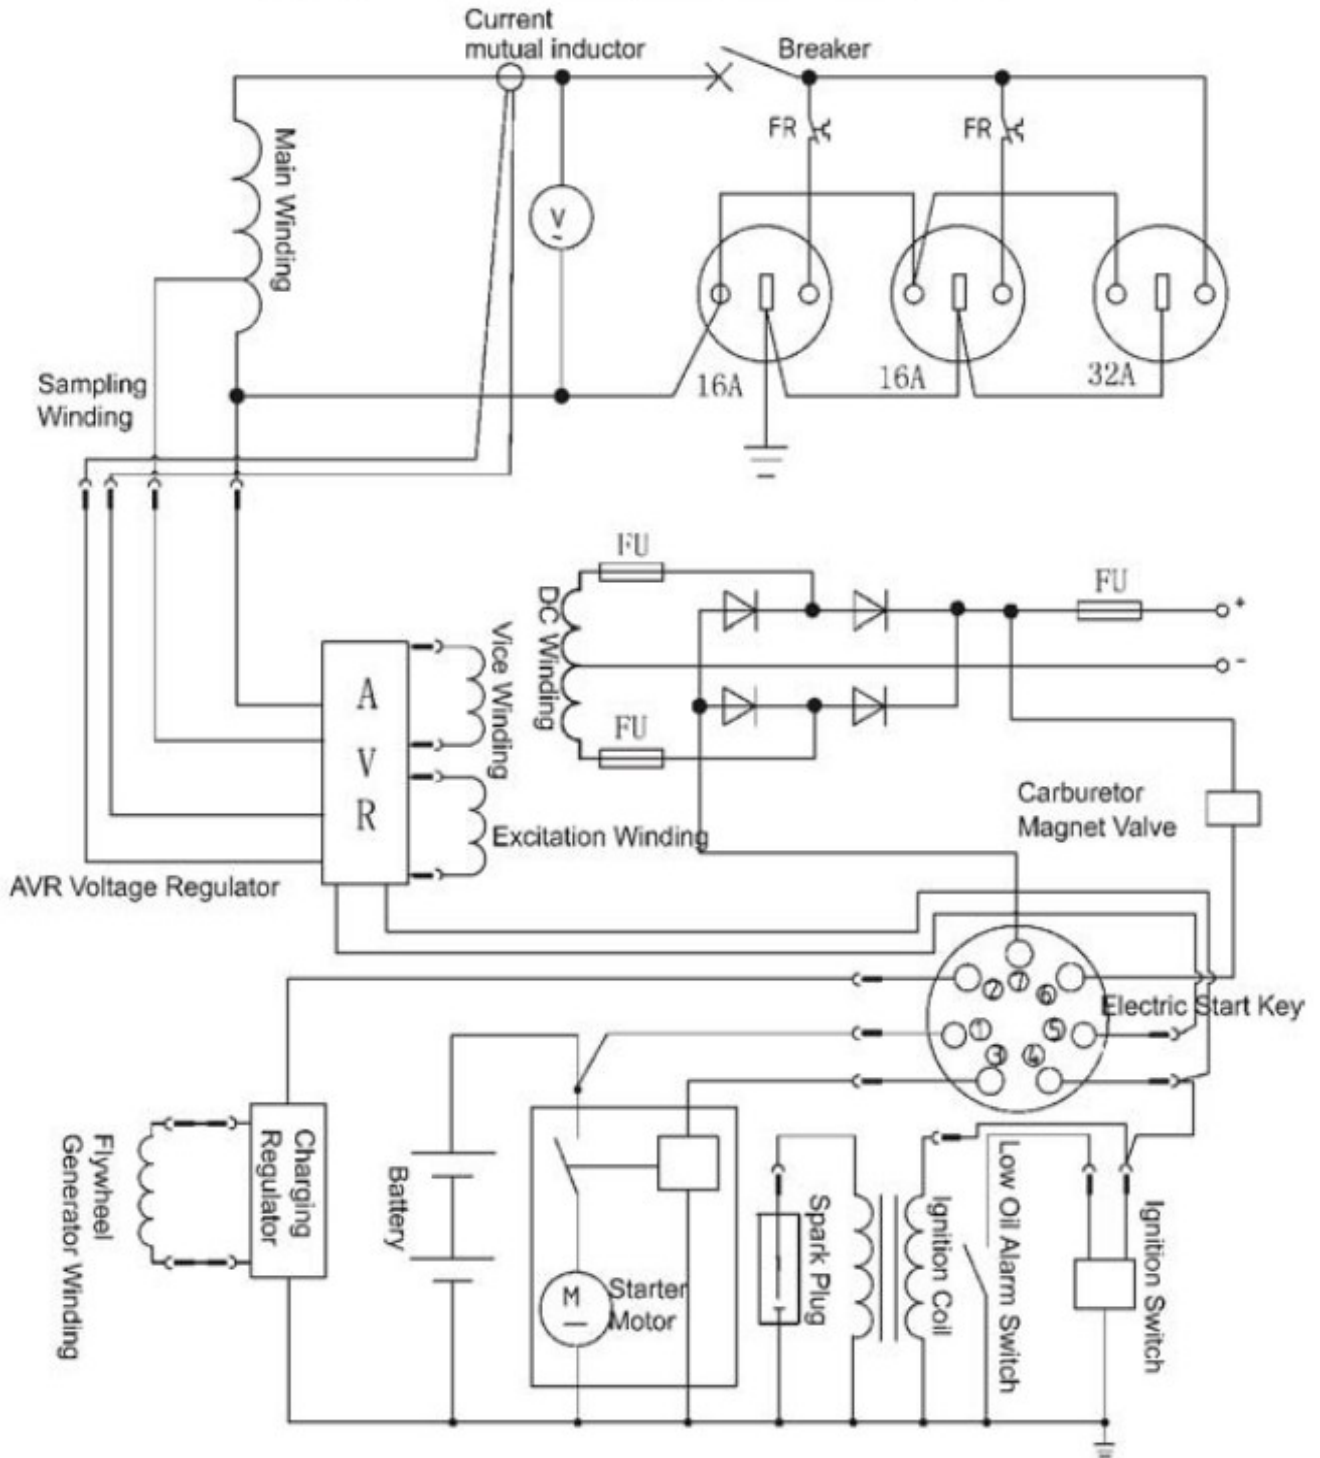 Current
mutual inductor
Breaker
FR
FR
Main Winding
V
~
16A
16A
32A
Sampling
Winding
FU
FU
DC Winding
Vice Winding
+
-
FU
A
V
R
Excitation Winding
Carburetor
Magnet Valve
AVR Voltage Regulator
2
7
6
Electric Start Key
1
5
3
4
Flywheel
Generator Winding
Charging
Regulator
Battery
M
Starter
Motor
Spark Plug
Ignition Coil
Low Oil Alarm Switch
Ignition Switch